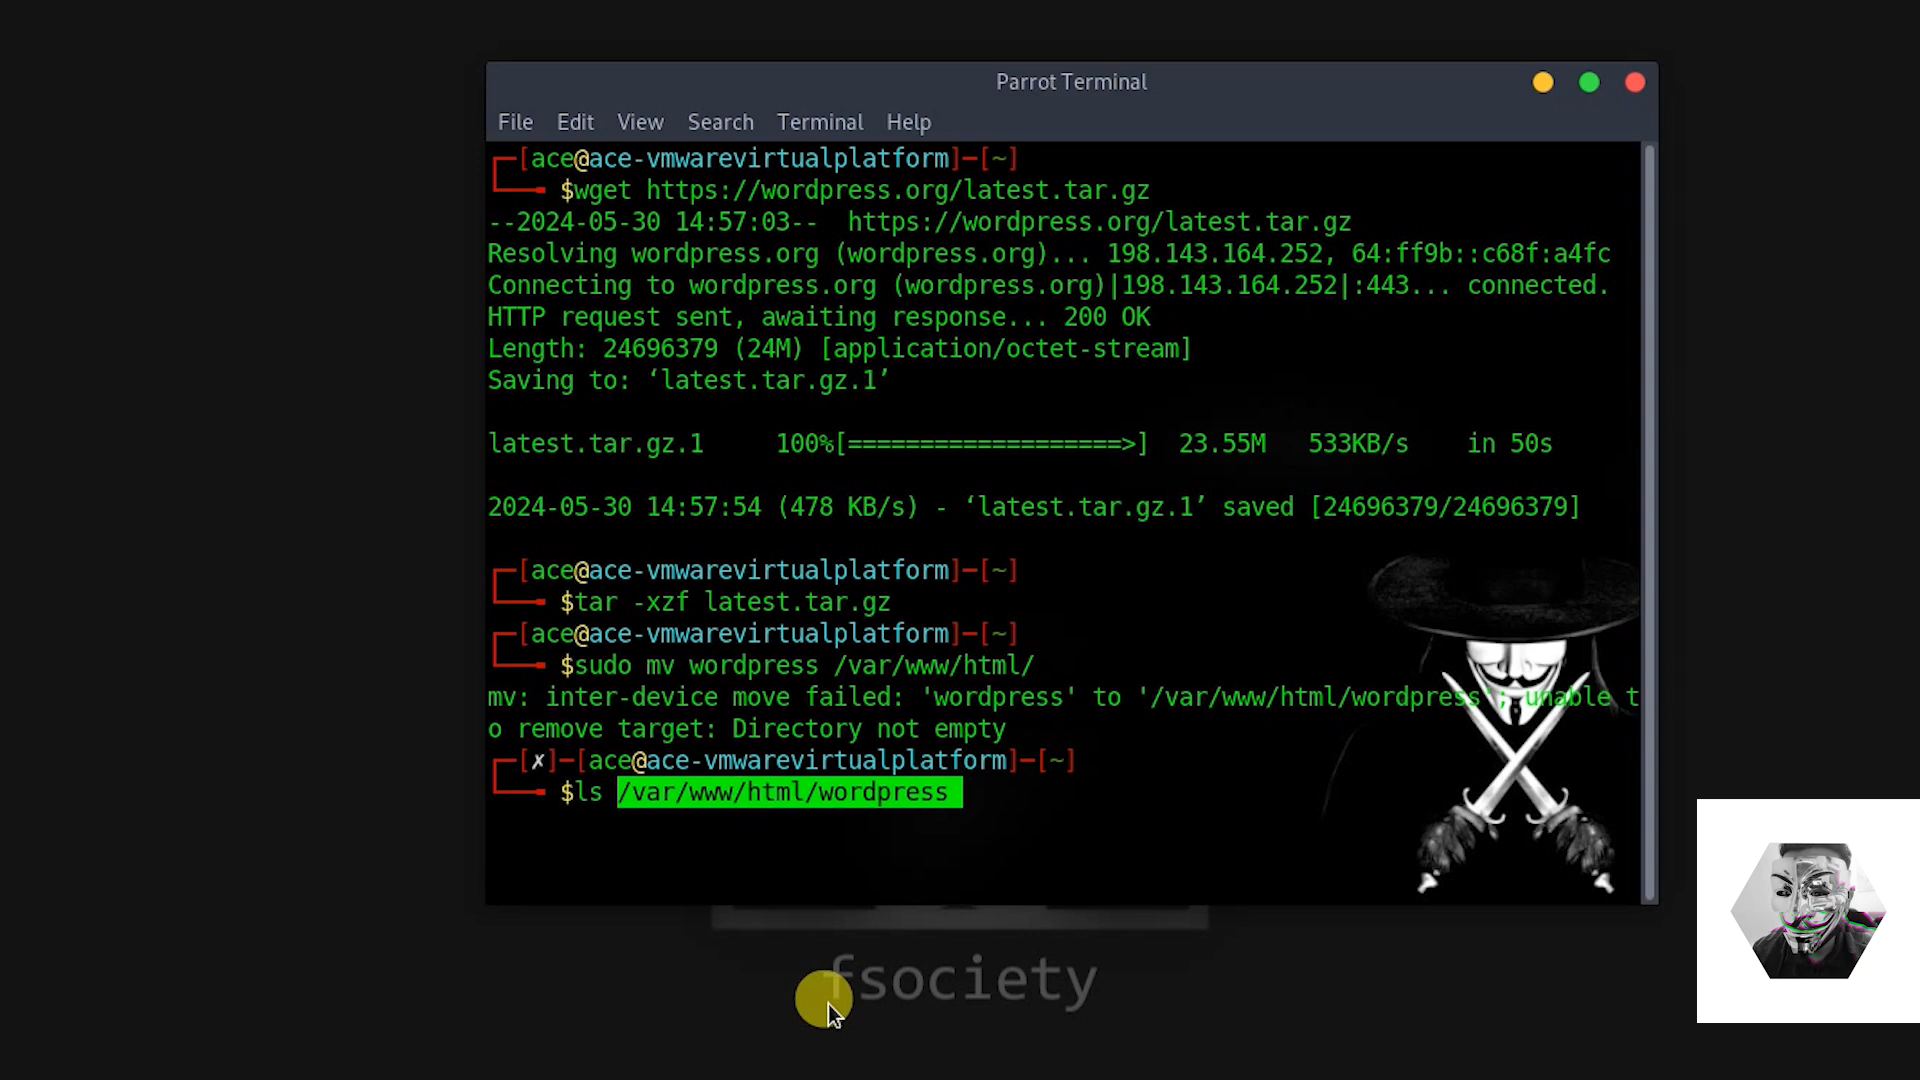 Parrot Terminal
File Edit View Search Terminal Help
┌─[ace@ace-vmwarevirtualplatform]─[~]
└──╼ $wget https://wordpress.org/latest.tar.gz
--2024-05-30 14:57:03--  https://wordpress.org/latest.tar.gz
Resolving wordpress.org (wordpress.org)... 198.143.164.252, 64:ff9b::c68f:a4fc
Connecting to wordpress.org (wordpress.org)|198.143.164.252|:443... connected.
HTTP request sent, awaiting response... 200 OK
Length: 24696379 (24M) [application/octet-stream]
Saving to: ‘latest.tar.gz.1’
latest.tar.gz.1     100%[===================>]  23.55M   533KB/s    in 50s
2024-05-30 14:57:54 (478 KB/s) - ‘latest.tar.gz.1’ saved [24696379/24696379]
┌─[ace@ace-vmwarevirtualplatform]─[~]
└──╼ $tar -xzf latest.tar.gz
┌─[ace@ace-vmwarevirtualplatform]─[~]
└──╼ $sudo mv wordpress /var/www/html/
mv: inter-device move failed: 'wordpress' to '/var/www/html/wordpress'; unable t
o remove target: Directory not empty
┌─[✗]─[ace@ace-vmwarevirtualplatform]─[~]
└──╼ $ls /var/www/html/wordpress
fsociety